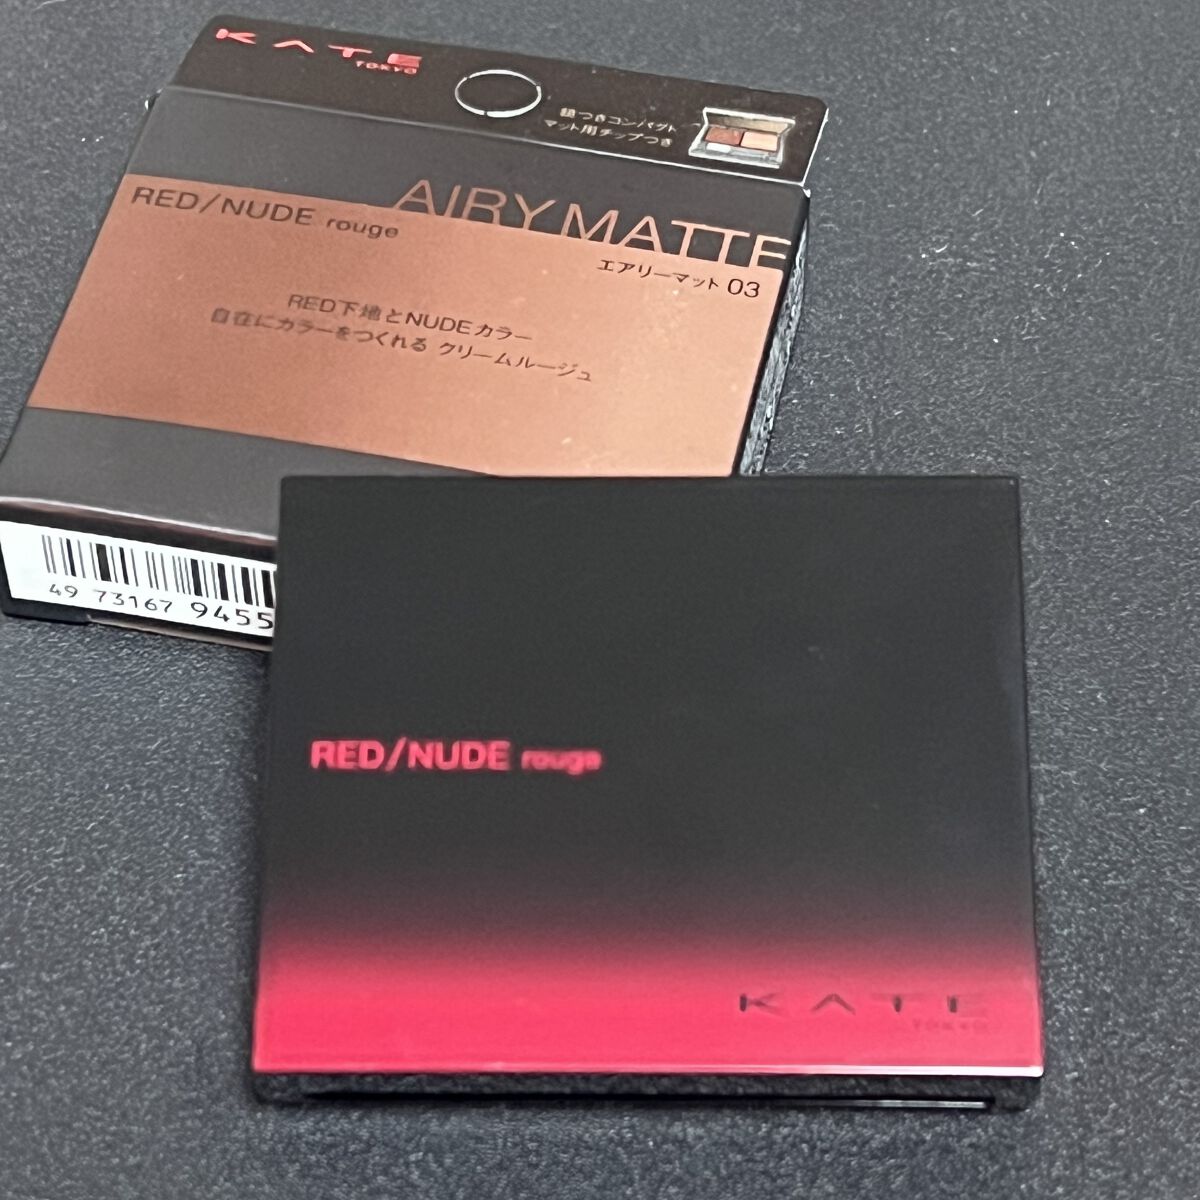 KATE
TOKYO
鏡つきコンパクト
マット用チップつき
AIRY MATTE
RED/NUDE rouge
エアリーマット 03
RED下地とNUDEカラー
自在にカラーをつくれる クリームルージュ
49 73167 9455
RED/NUDE rouge
KATE
TOKYO